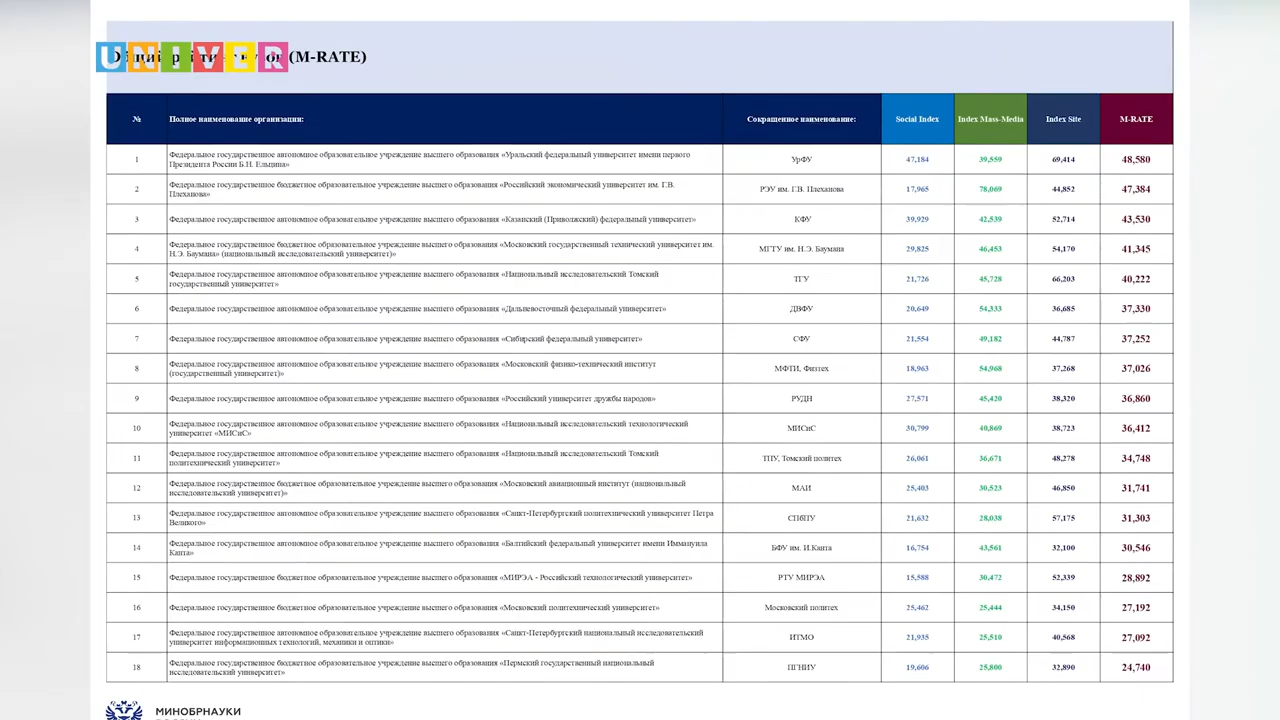 UNIVER
(M-RATE)
№ Полное наименование организации: Сокращенное наименование: Social Index Index Mass-Media Index Site M-RATE
1 Федеральное государственное автономное образовательное учреждение высшего образования «Уральский федеральный университет имени первого
Президента России Б.Н. Ельцина» УрФУ 47,184 39,559 69,414 48,580
2 Федеральное государственное бюджетное образовательное учреждение высшего образования «Российский экономический университет им. Г.В.
Плеханова» РЭУ им. Г.В. Плеханова 17,965 78,069 44,852 47,384
3 Федеральное государственное автономное образовательное учреждение высшего образования «Казанский (Приволжский) федеральный университет» КФУ 39,929 42,539 52,714 43,530
4 Федеральное государственное бюджетное образовательное учреждение высшего образования «Московский государственный технический университет им.
Н.Э. Баумана» (национальный исследовательский университет)» МГТУ им. Н.Э. Баумана 29,825 46,453 54,170 41,345
5 Федеральное государственное автономное образовательное учреждение высшего образования «Национальный исследовательский Томский
государственный университет» ТГУ 21,726 45,728 66,203 40,222
6 Федеральное государственное автономное образовательное учреждение высшего образования «Дальневосточный федеральный университет» ДВФУ 20,649 54,333 36,685 37,330
7 Федеральное государственное автономное образовательное учреждение высшего образования «Сибирский федеральный университет» СФУ 21,554 49,182 44,787 37,252
8 Федеральное государственное автономное образовательное учреждение высшего образования «Московский физико-технический институт
(государственный университет)» МФТИ, Физтех 18,963 54,968 37,268 37,026
9 Федеральное государственное автономное образовательное учреждение высшего образования «Российский университет дружбы народов» РУДН 27,571 45,420 38,320 36,860
10 Федеральное государственное автономное образовательное учреждение высшего образования «Национальный исследовательский технологический
университет «МИСиС» МИСиС 30,799 40,869 38,723 36,412
11 Федеральное государственное автономное образовательное учреждение высшего образования «Национальный исследовательский Томский
политехнический университет» ТПУ, Томский политех 26,061 36,671 48,278 34,748
12 Федеральное государственное бюджетное образовательное учреждение высшего образования «Московский авиационный институт (национальный
исследовательский университет)» МАИ 25,403 30,523 46,850 31,741
13 Федеральное государственное автономное образовательное учреждение высшего образования «Санкт-Петербургский политехнический университет Петра
Великого» СПбПУ 21,632 28,038 57,175 31,303
14 Федеральное государственное автономное образовательное учреждение высшего образования «Балтийский федеральный университет имени Иммануила
Канта» БФУ им. И.Канта 16,754 43,561 32,100 30,546
15 Федеральное государственное бюджетное образовательное учреждение высшего образования «МИРЭА - Российский технологический университет» РТУ МИРЭА 15,588 30,472 52,339 28,892
16 Федеральное государственное бюджетное образовательное учреждение высшего образования «Московский политехнический университет» Московский политех 25,462 25,444 34,150 27,192
17 Федеральное государственное автономное образовательное учреждение высшего образования «Санкт-Петербургский национальный исследовательский
университет информационных технологий, механики и оптики» ИТМО 21,935 25,510 40,568 27,092
18 Федеральное государственное бюджетное образовательное учреждение высшего образования «Пермский государственный национальный
исследовательский университет» ПГНИУ 19,606 25,800 32,890 24,740
МИНОБРНАУКИ